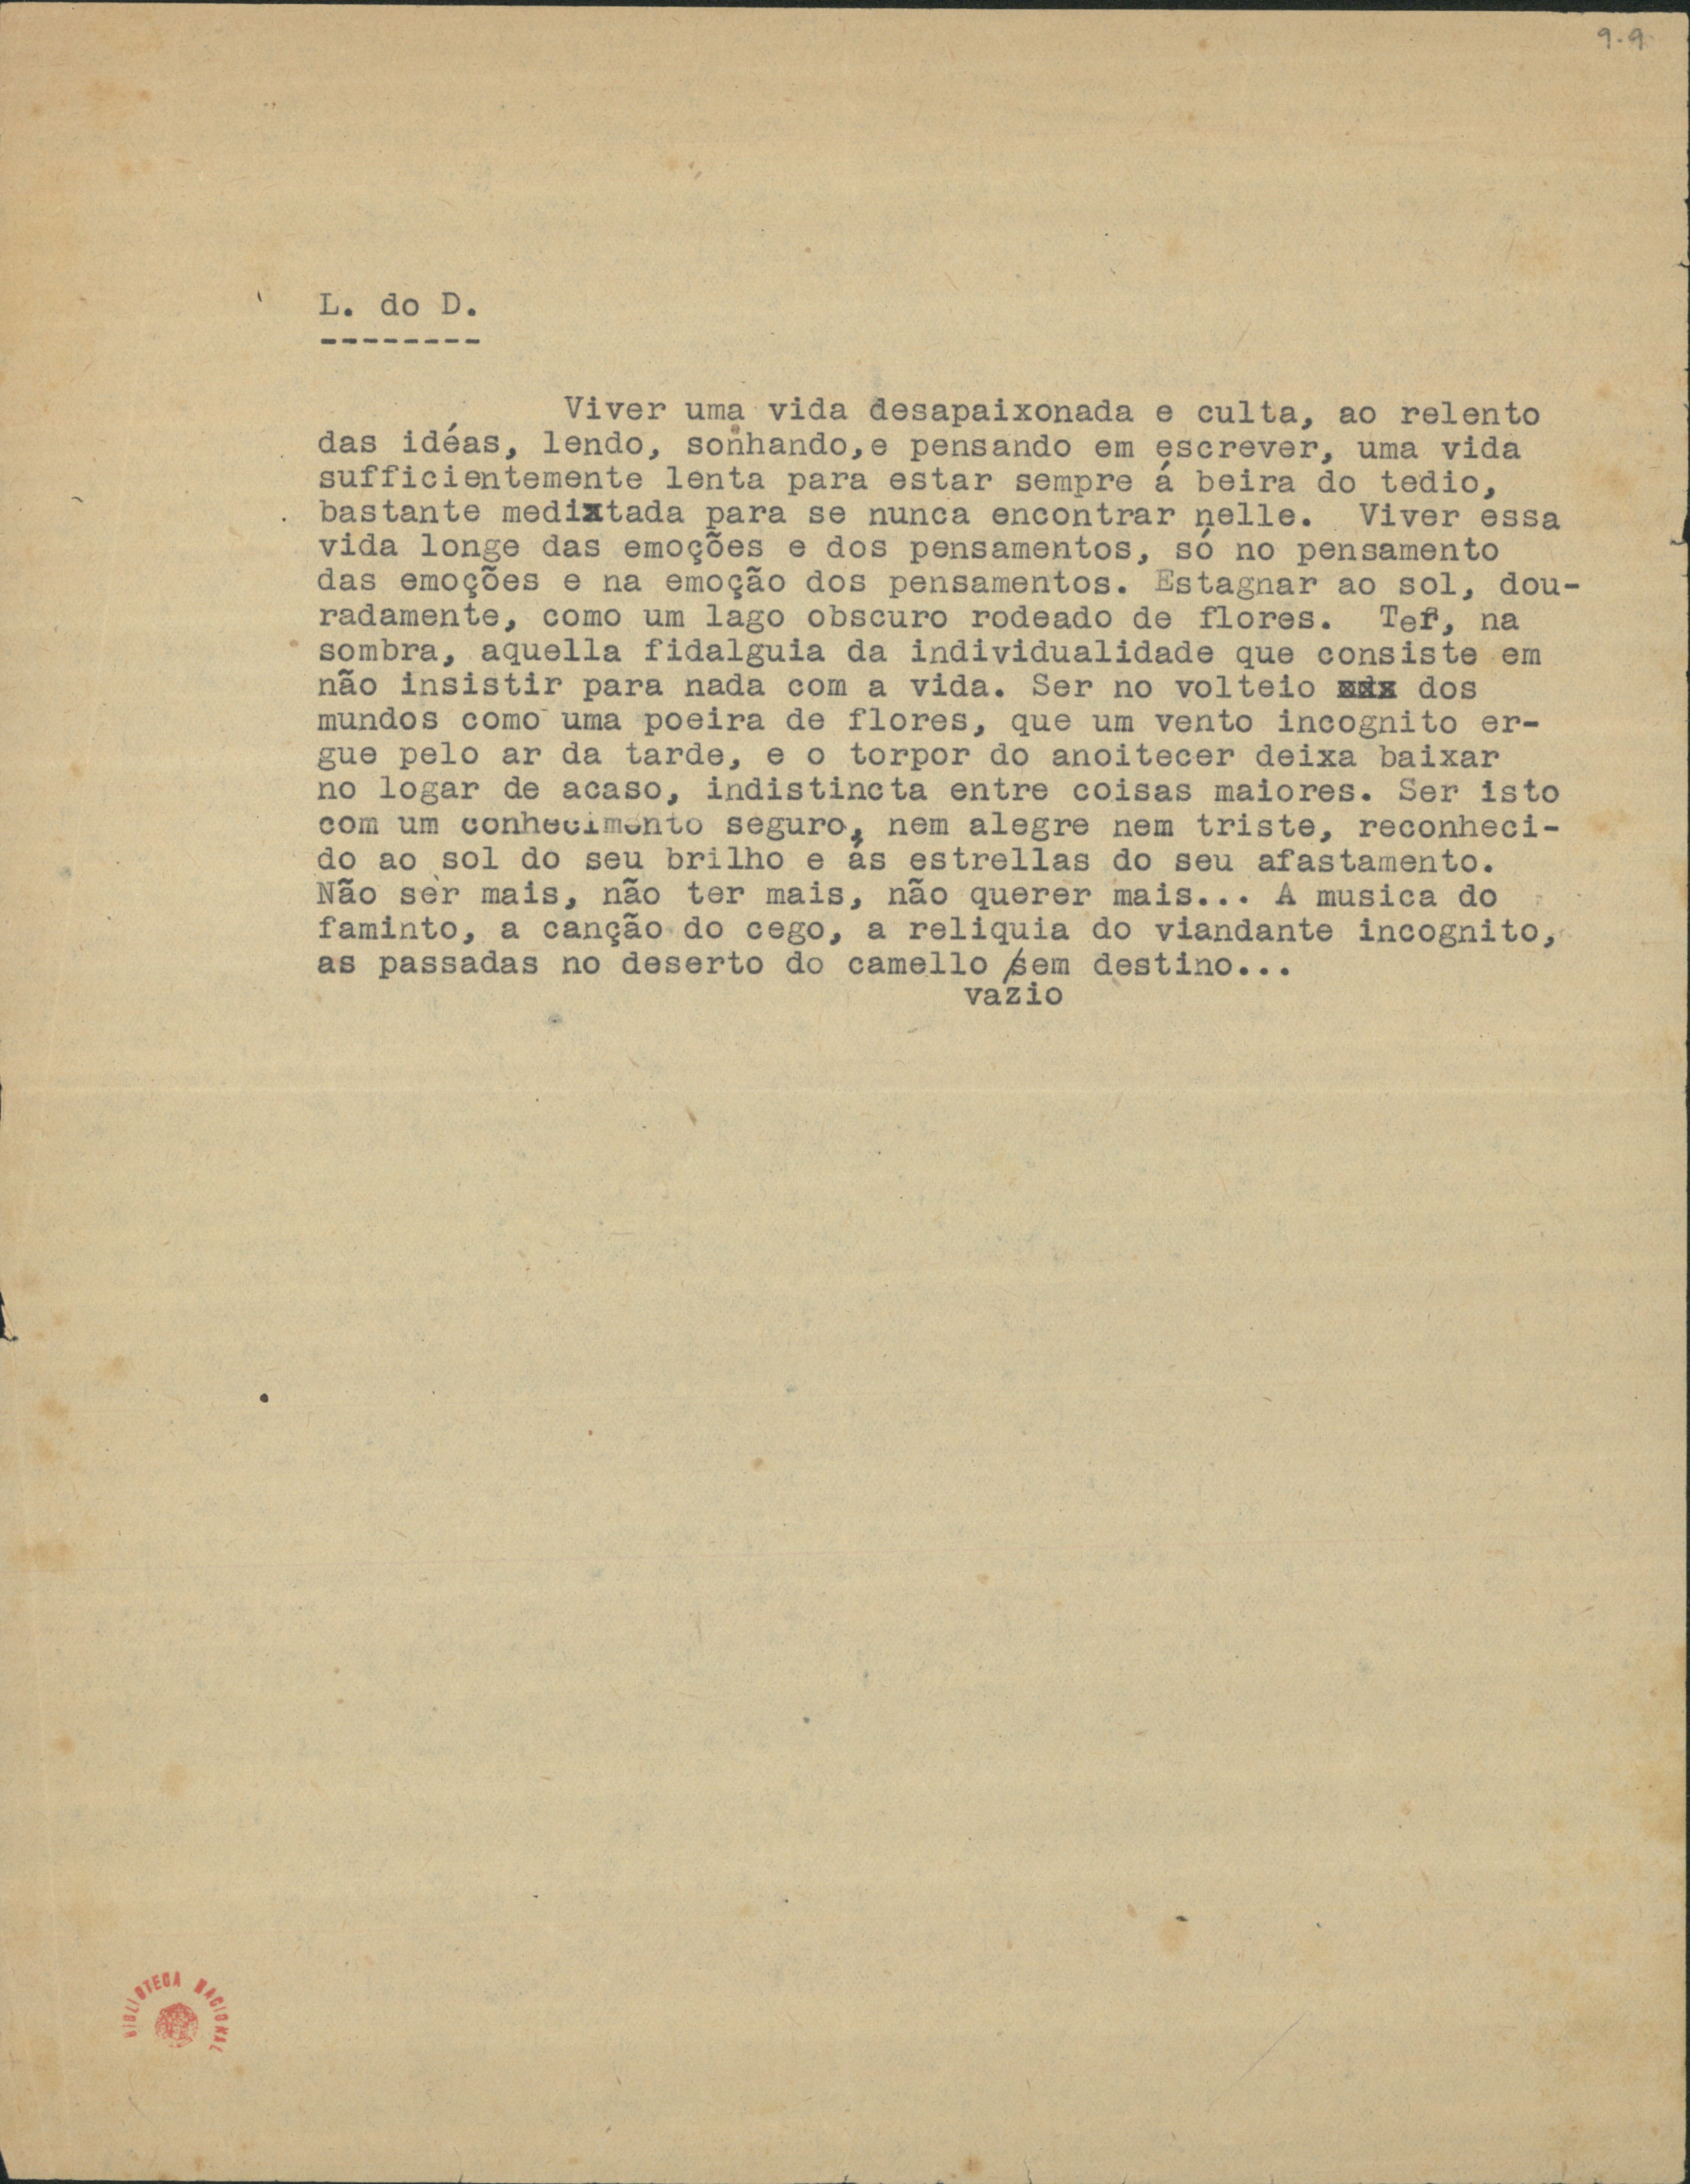 9-9
L. do D.
--------
Viver uma vida desapaixonada e culta, ao relento
das idéas, lendo, sonhando,e pensando em escrever, uma vida
sufficientemente lenta para estar sempre á beira do tedio,
bastante medixtada para se nunca encontrar nelle. Viver essa
vida longe das emoções e dos pensamentos, só no pensamento
das emoções e na emoção dos pensamentos. Estagnar ao sol, dou-
radamente, como um lago obscuro rodeado de flores. Ter, na
sombra, aquella fidalguia da individualidade que consiste em
não insistir para nada com a vida. Ser no volteio xdx dos
mundos como uma poeira de flores, que um vento incognito er-
gue pelo ar da tarde, e o torpor do anoitecer deixa baixar
no logar de acaso, indistincta entre coisas maiores. Ser isto
com um conhecimento seguro, nem alegre nem triste, reconheci-
do ao sol do seu brilho e ás estrellas do seu afastamento.
Não ser mais, não ter mais, não querer mais... A musica do
faminto, a canção do cego, a reliquia do viandante incognito,
as passadas no deserto do camello /sem destino...
vazio
BIBLIOTECA NACIONAL